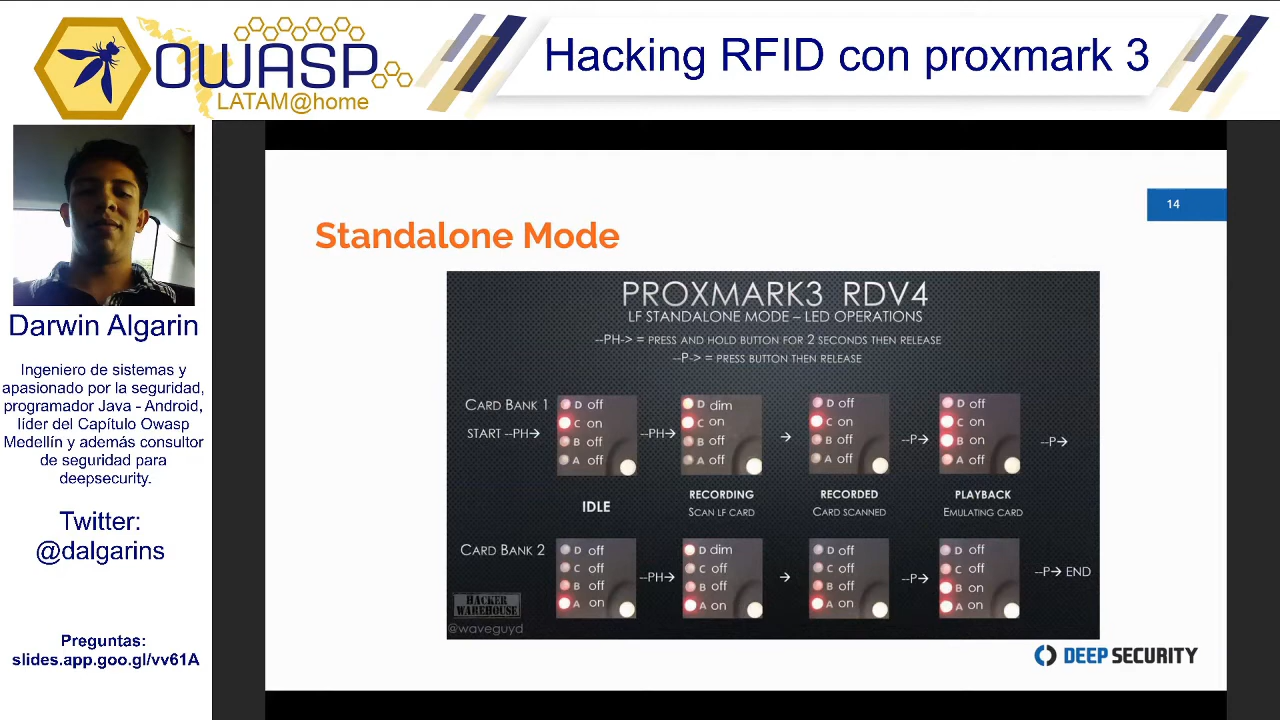 OWASP
LATAM@home
Hacking RFID con proxmark 3
Darwin Algarin
Ingeniero de sistemas y
apasionado por la seguridad,
programador Java - Android,
líder del Capítulo Owasp
Medellín y además consultor
de seguridad para
deepsecurity.
Twitter:
@dalgarins
Preguntas:
slides.app.goo.gl/vv61A
14
Standalone Mode
PROXMARK3 RDV4
LF STANDALONE MODE – LED OPERATIONS
--PH-> = PRESS AND HOLD BUTTON FOR 2 SECONDS THEN RELEASE
--P-> = PRESS BUTTON THEN RELEASE
CARD BANK 1
START --PH→
D off
C on
B off
A off
--PH→
D dim
C on
B off
A off
→
D off
C on
B off
A off
--P→
D off
C on
B on
A off
--P→
IDLE
RECORDING
SCAN LF CARD
RECORDED
CARD SCANNED
PLAYBACK
EMULATING CARD
CARD BANK 2
D off
C off
B off
A on
--PH→
D dim
C off
B off
A on
→
D off
C off
B off
A on
--P→
D off
C off
B on
A on
--P→ END
HACKER
WAREHOUSE
@waveguyd
DEEP SECURITY